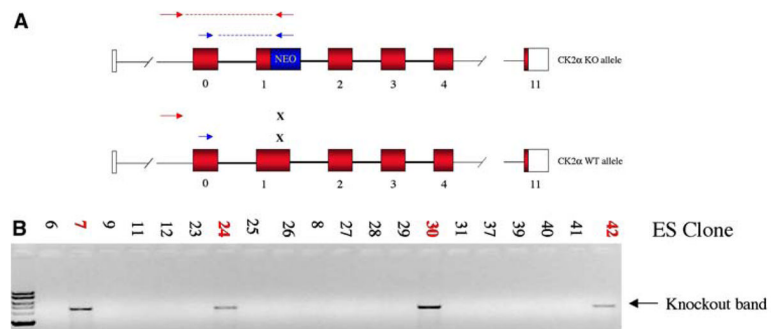 A
NEO
CK2α KO allele
0 1 2 3 4 11
X
X
CK2α WT allele
0 1 2 3 4 11
B
6 7 9 11 12 23 24 25 26 8 27 28 29 30 31 37 39 40 41 42 ES Clone
Knockout band